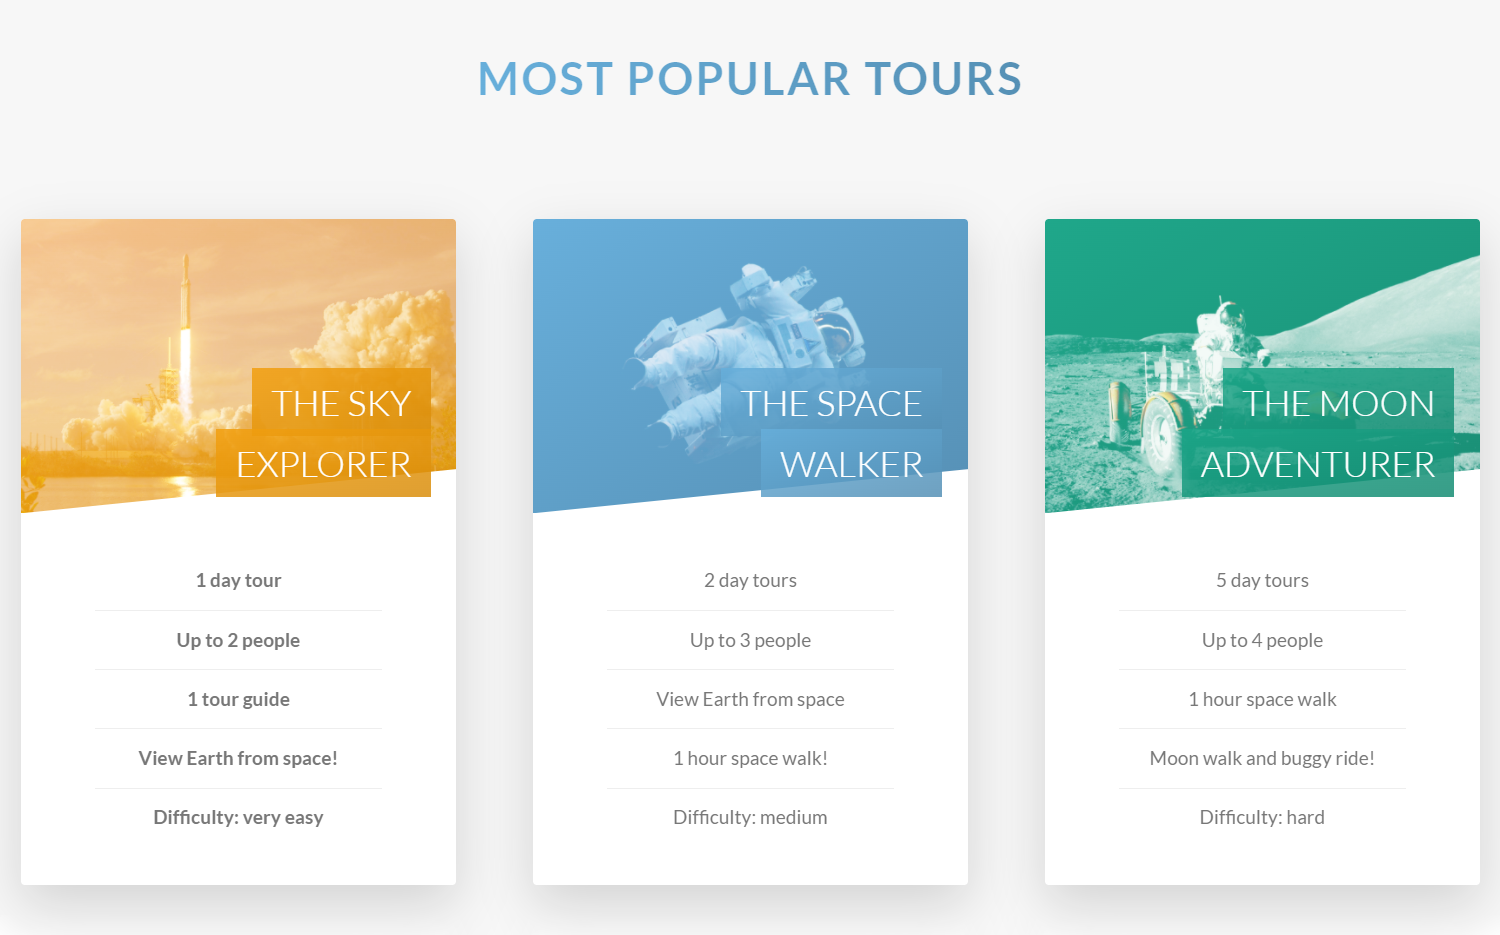 MOST POPULAR TOURS
THE SKY
EXPLORER
1 day tour
Up to 2 people
1 tour guide
View Earth from space!
Difficulty: very easy
THE SPACE
WALKER
2 day tours
Up to 3 people
View Earth from space
1 hour space walk!
Difficulty: medium
THE MOON
ADVENTURER
5 day tours
Up to 4 people
1 hour space walk
Moon walk and buggy ride!
Difficulty: hard